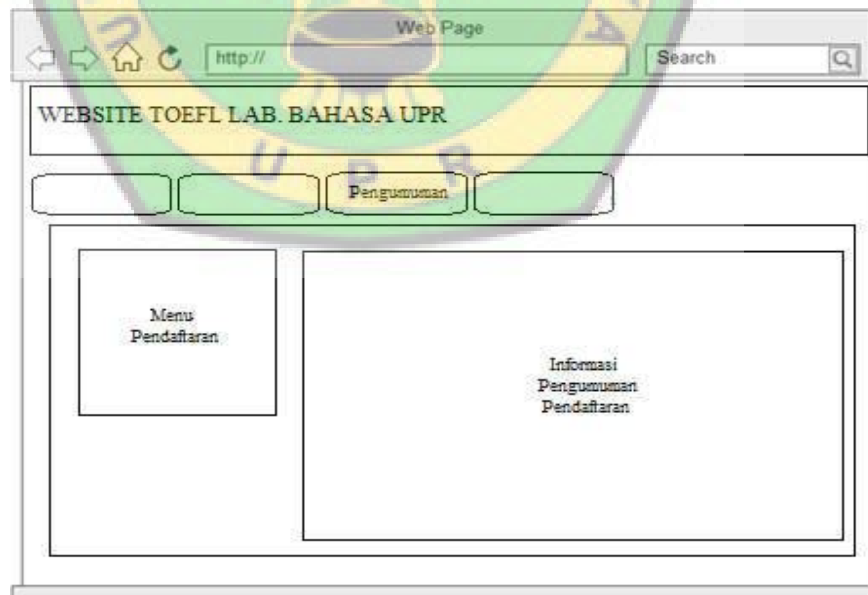 Web Page
http://
Search
WEBSITE TOEFL LAB. BAHASA UPR
U P R
Pengumuman
Menu
Pendaftaran
Informasi
Pengumuman
Pendaftaran